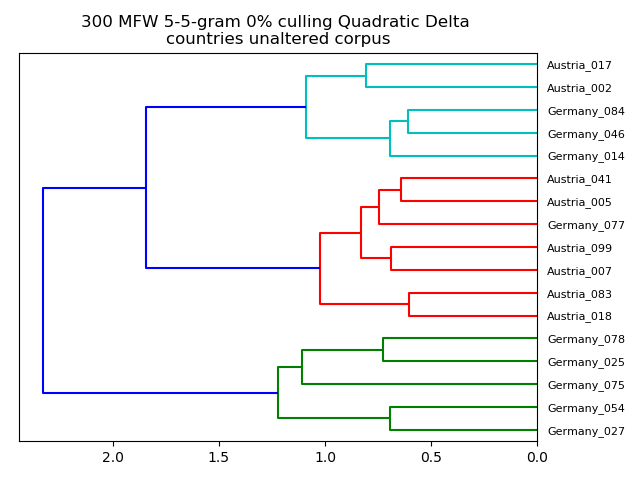 300 MFW 5-5-gram 0% culling Quadratic Delta
countries unaltered corpus
Austria_017
Austria_002
Germany_084
Germany_046
Germany_014
Austria_041
Austria_005
Germany_077
Austria_099
Austria_007
Austria_083
Austria_018
Germany_078
Germany_025
Germany_075
Germany_054
Germany_027
2.0 1.5 1.0 0.5 0.0